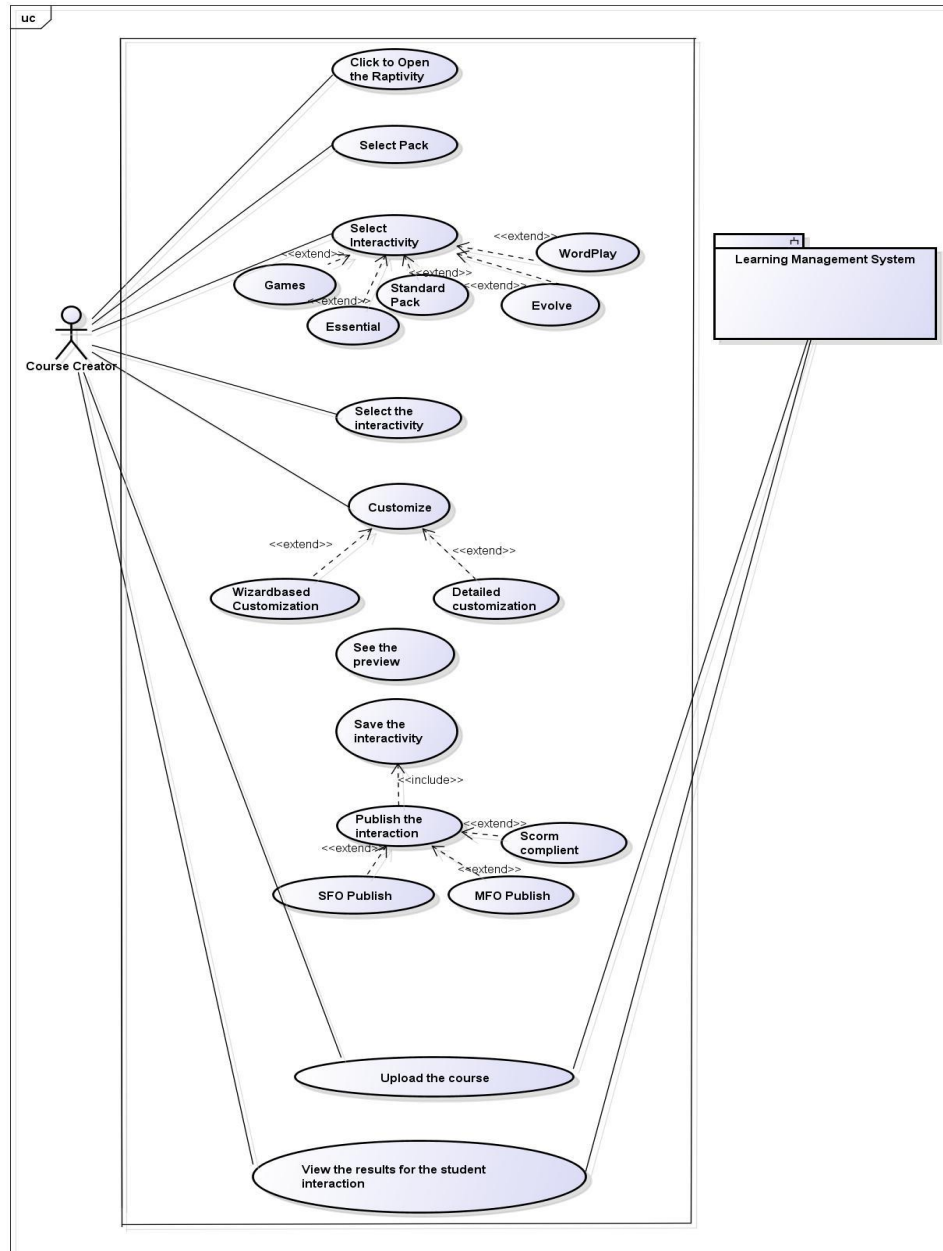 uc
Click to Open
the Raptivity
Select Pack
Select
Interactivity
<<extend>>
WordPlay
<<extend>>
Games
<<extend>>
Standard
Pack
<<extend>>
Evolve
<<extend>>
Essential
Learning Management System
Course Creator
Select the
interactivity
Customize
<<extend>>
<<extend>>
Wizardbased
Customization
Detailed
customization
See the
preview
Save the
interactivity
<<include>>
Publish the
interaction
<<extend>>
Scorm
complient
<<extend>>
<<extend>>
SFO Publish
MFO Publish
Upload the course
View the results for the student
interaction